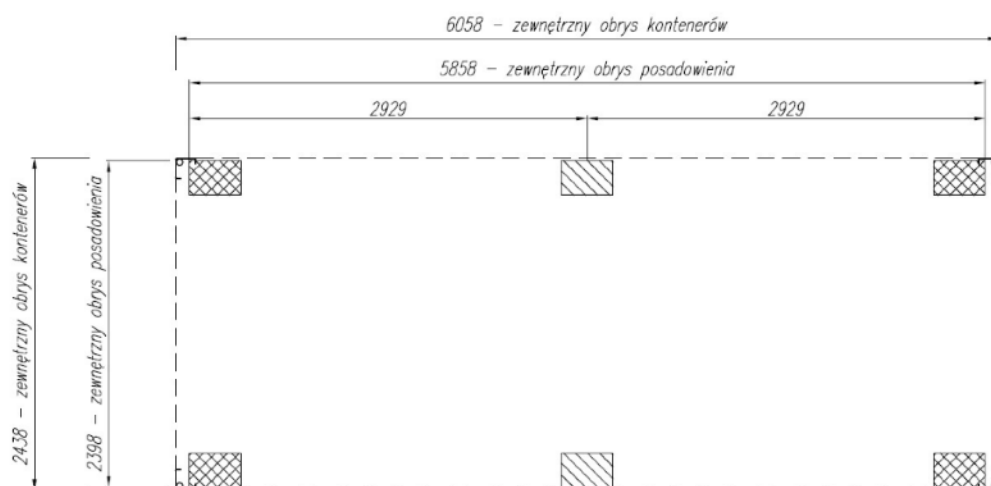 6058 - zewnętrzny obrys kontenerów
5858 - zewnętrzny obrys posadowienia
2929
2929
2438 - zewnętrzny obrys kontenerów
2398 - zewnętrzny obrys posadowienia